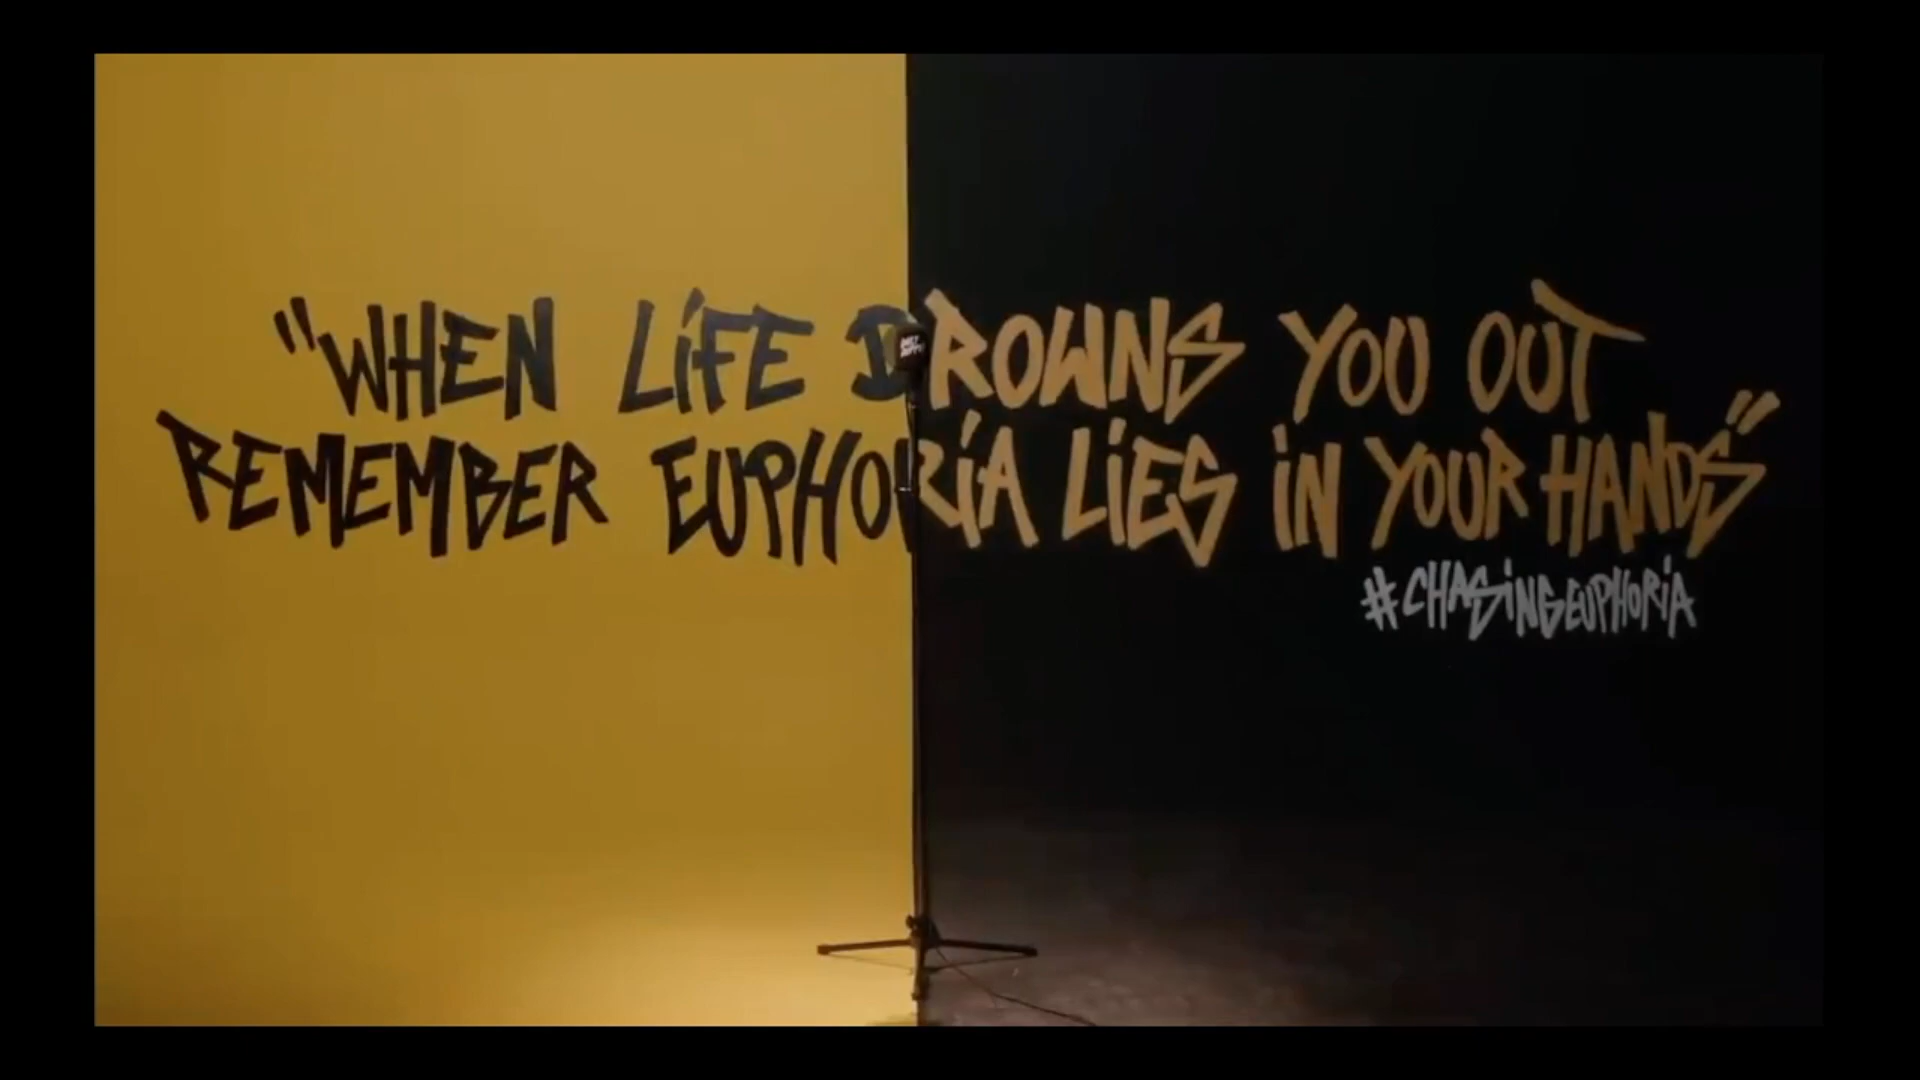 "WHEN LIFE DROWNS YOU OUT
REMEMBER EUPHORIA LIES IN YOUR HANDS"
#CHASINGEUPHORIA